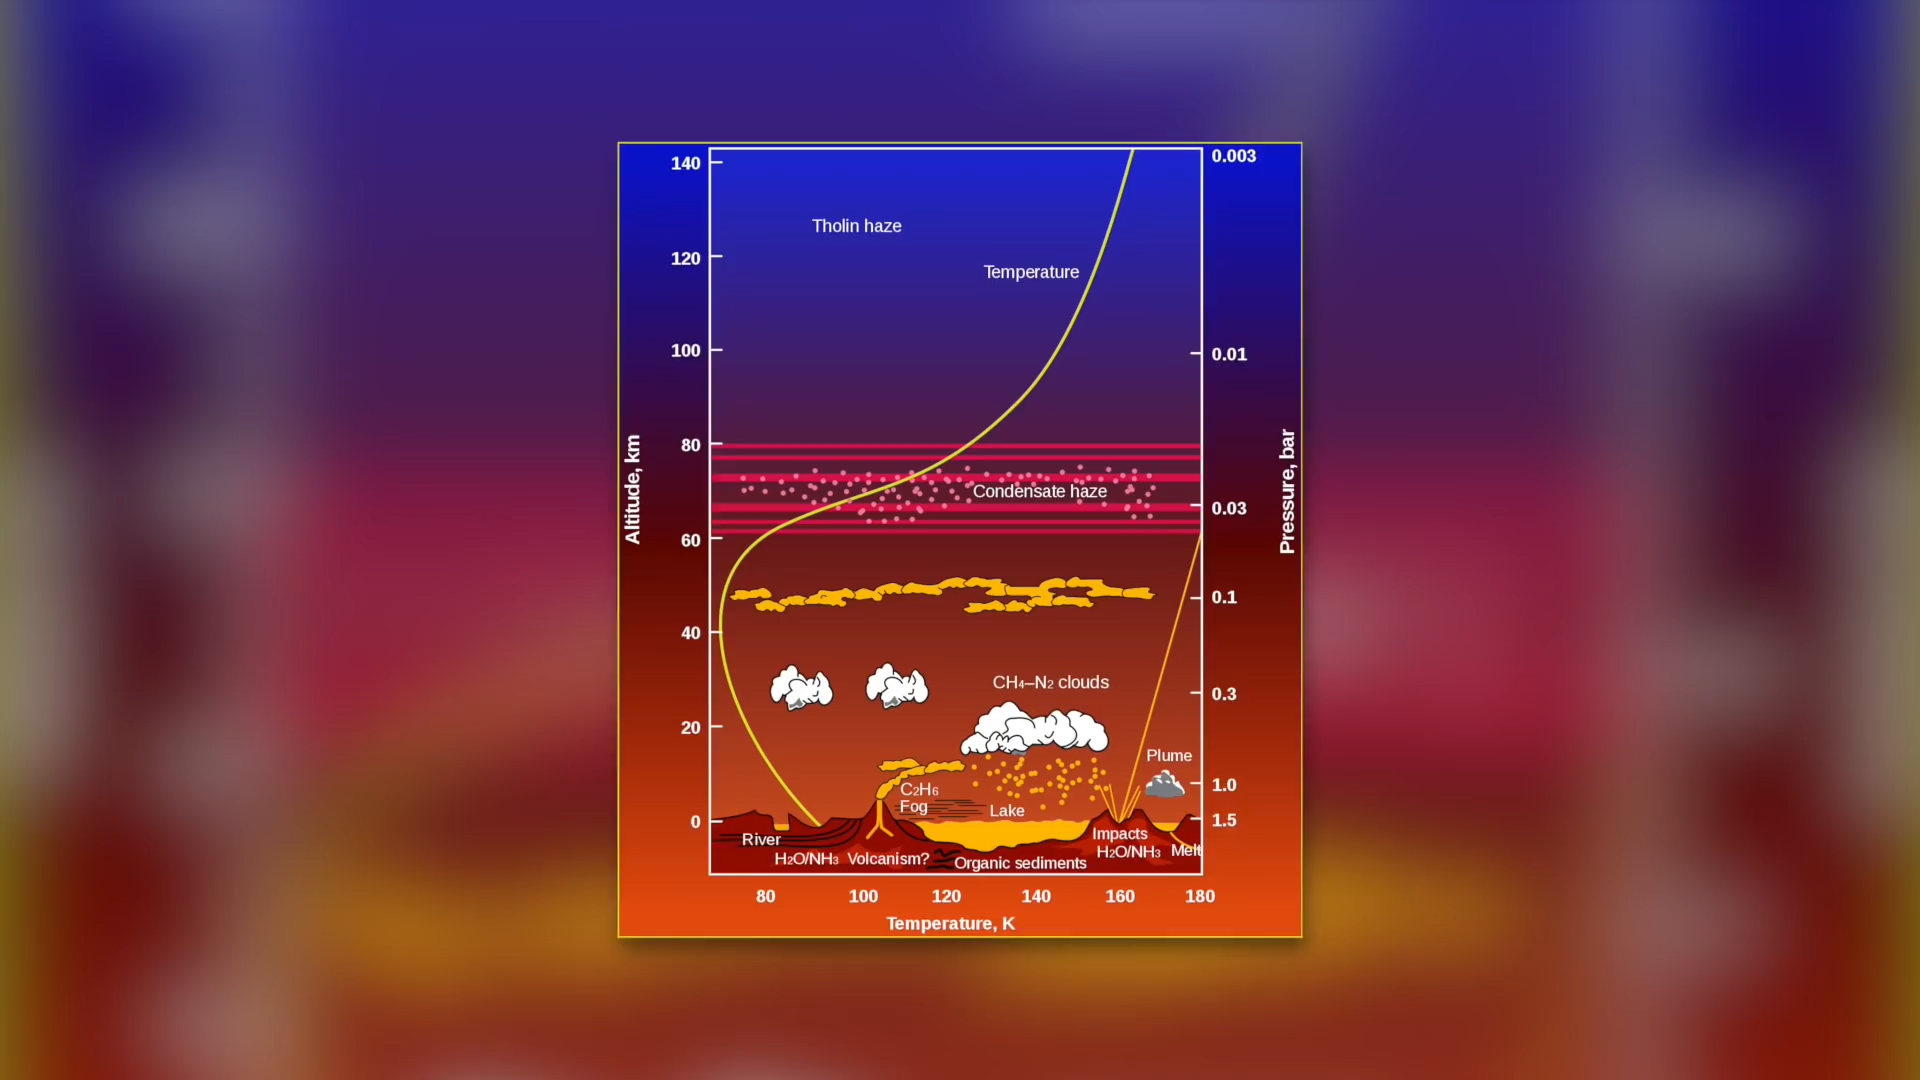 140
0.003
Tholin haze
120
Temperature
100
0.01
80
Condensate haze
0.03
60
Altitude, km
Pressure, bar
0.1
40
CH4–N2 clouds
0.3
20
Plume
1.0
C2H6
Fog
Lake
0
1.5
River
Impacts
H2O/NH3
Volcanism?
H2O/NH3
Melt
Organic sediments
80
100
120
140
160
180
Temperature, K